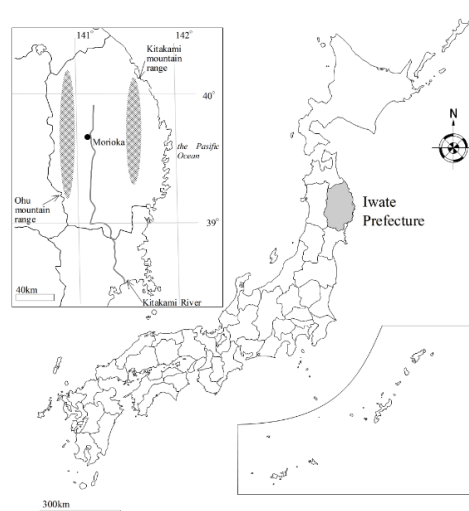 141°
142°
Kitakami
mountain
range
40°
Morioka
the Pasific
Ocean
N
Ohu
mountain
range
39°
Iwate
Prefecture
40km
Kitakami River
300km